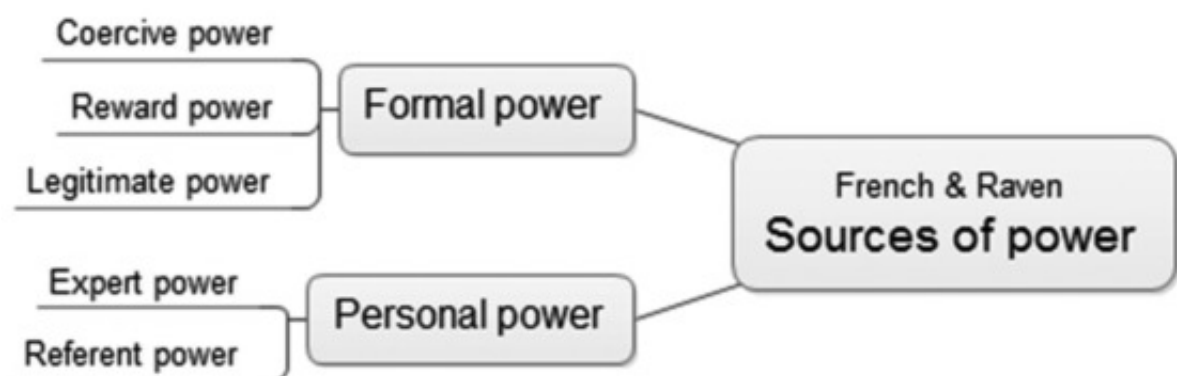 Coercive power
Reward power
Legitimate power
Formal power
Expert power
Referent power
Personal power
French & Raven
Sources of power